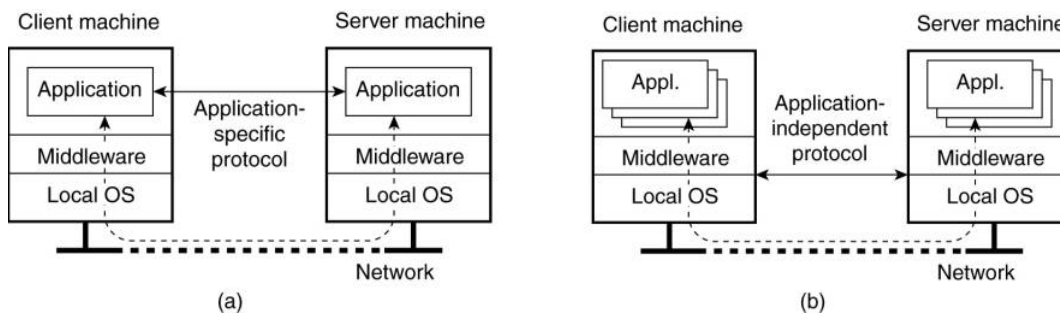 Client machine
Server machine
Application
Application
Application-
specific
protocol
Middleware
Middleware
Local OS
Local OS
Network
(a)
Client machine
Server machine
Appl.
Appl.
Application-
independent
protocol
Middleware
Middleware
Local OS
Local OS
Network
(b)